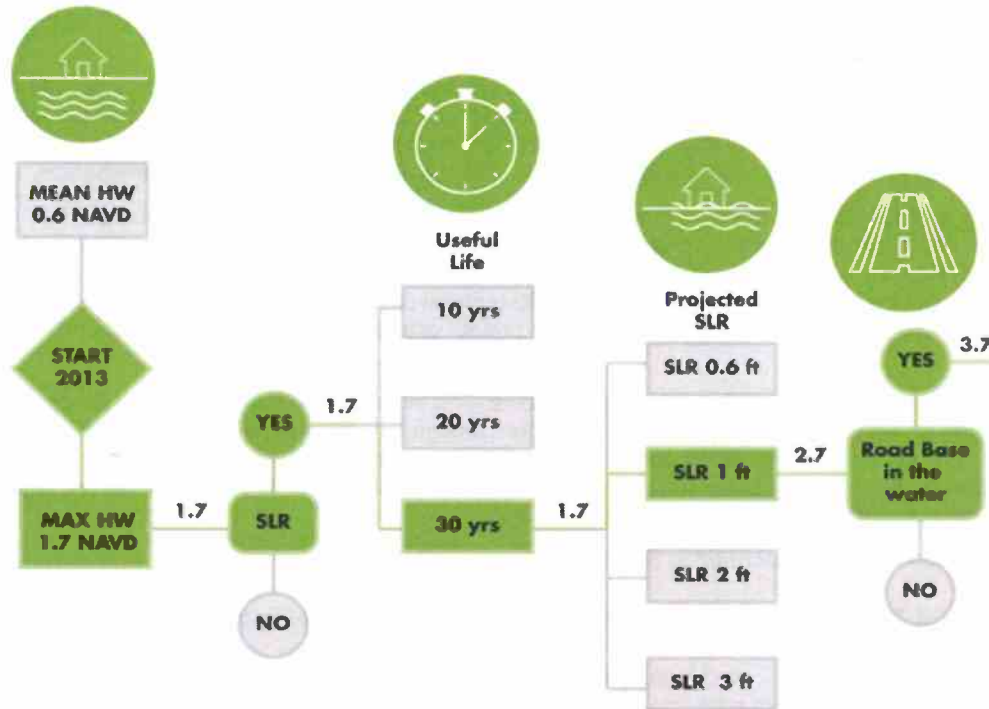 MEAN HW
0.6 NAVD
START
2013
MAX HW
1.7 NAVD
1.7
YES
SLR
NO
1.7
Useful
Life
10 yrs
20 yrs
30 yrs
1.7
Projected
SLR
SLR 0.6 ft
SLR 1 ft
SLR 2 ft
SLR 3 ft
2.7
YES
3.7
Road Base
in the
water
NO